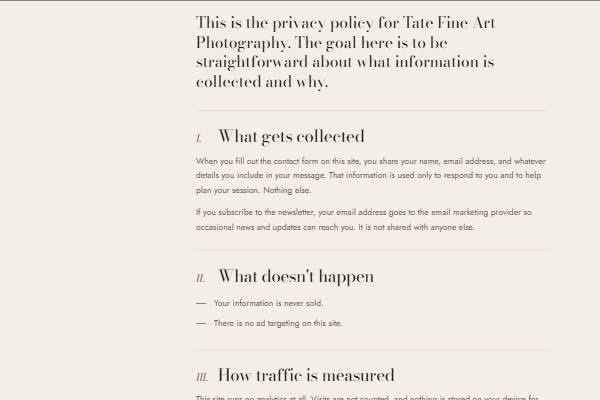 This is the privacy policy for Tate Fine Art
Photography. The goal here is to be
straightforward about what information is
collected and why.
I. What gets collected
When you fill out the contact form on this site, you share your name, email address, and whatever
details you include in your message. That information is used only to respond to you and to help
plan your session. Nothing else.
If you subscribe to the newsletter, your email address goes to the email marketing provider so
occasional news and updates can reach you. It is not shared with anyone else.
II. What doesn't happen
— Your information is never sold.
— There is no ad targeting on this site.
III. How traffic is measured
This site runs no analytics at all. Visits are not counted, and nothing is stored on your device for